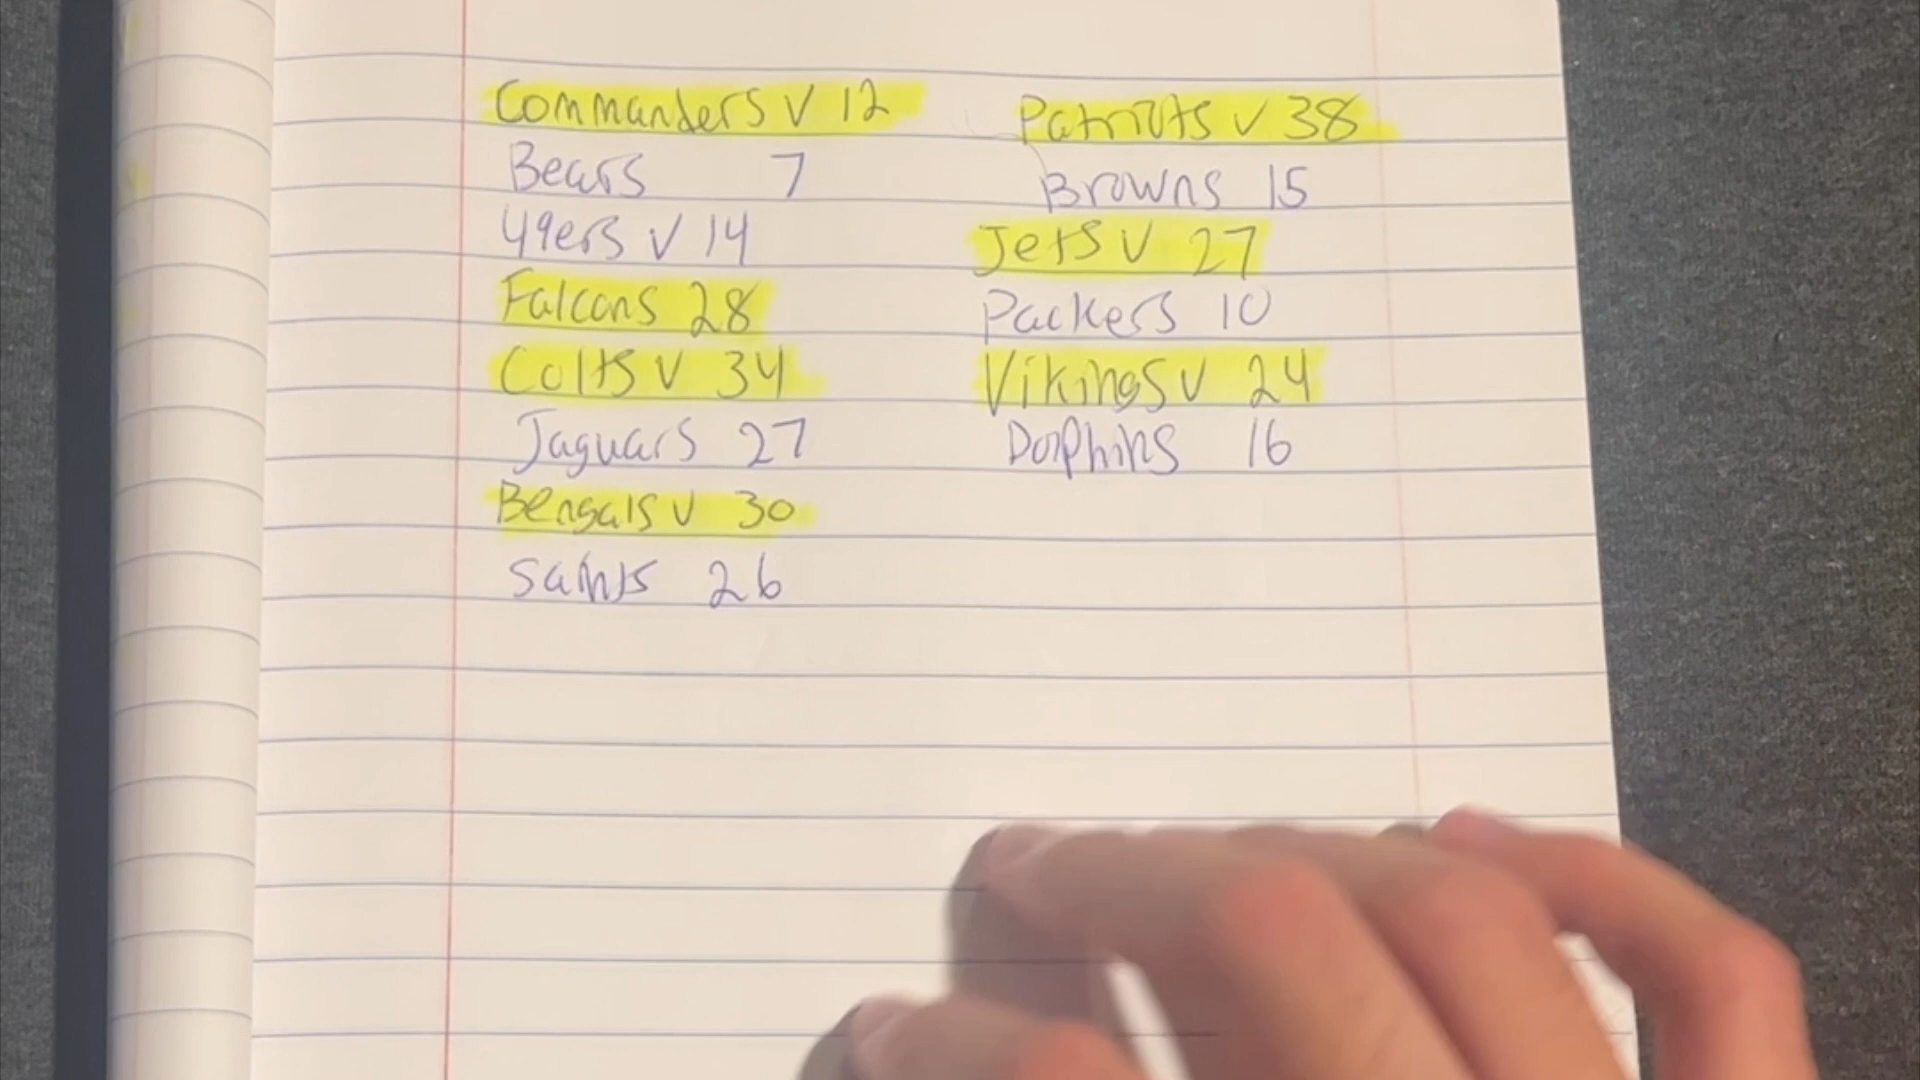 Commanders v 12
Bears 7
49ers v 14
Falcons 28
Colts v 34
Jaguars 27
Bengals v 30
Saints 26
Patriots v 38
Browns 15
Jets v 27
Packers 10
Vikings v 24
Dolphins 16